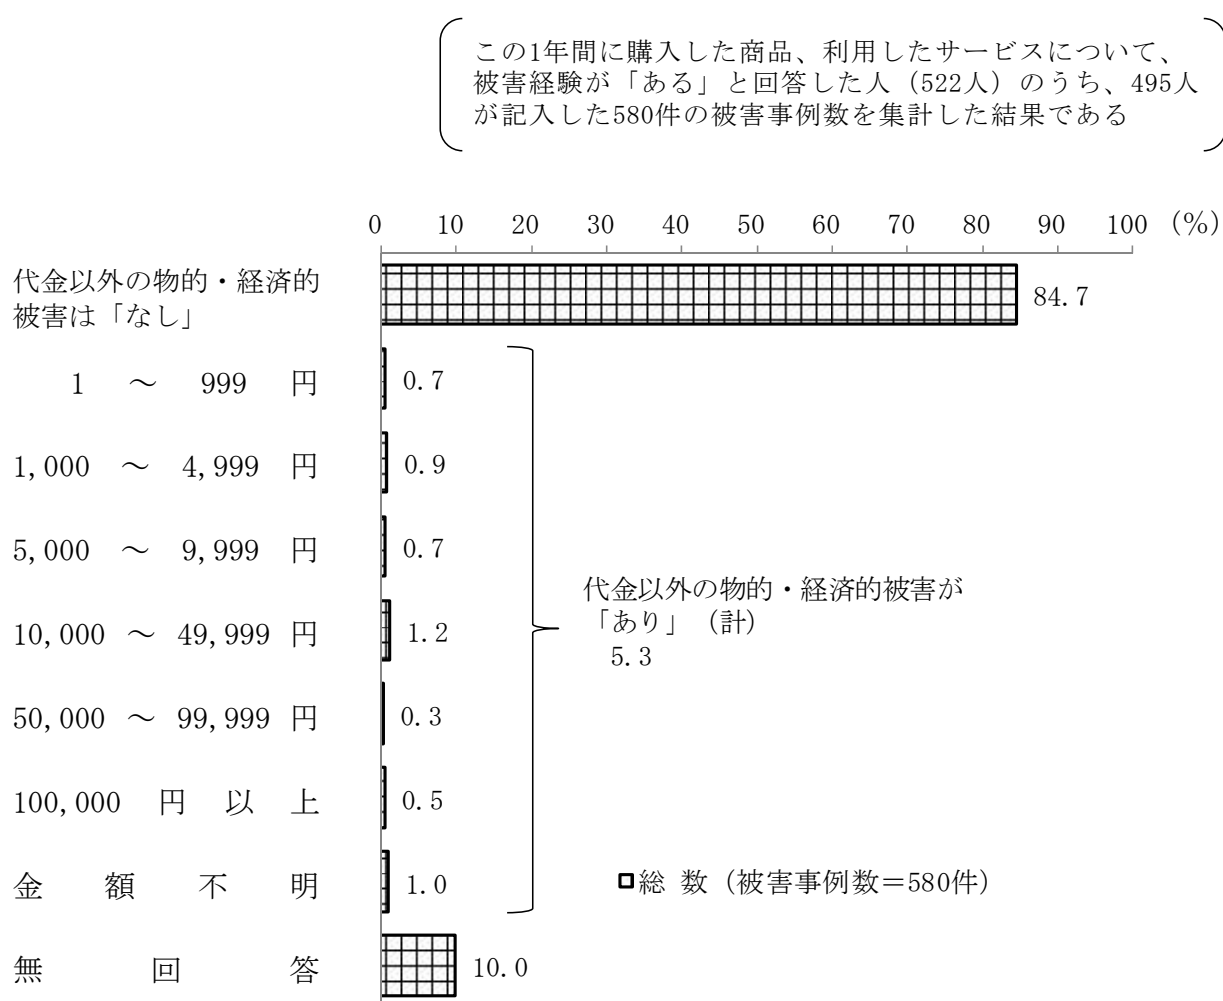 この1年間に購入した商品、利用したサービスについて、
被害経験が「ある」と回答した人（522人）のうち、495人
が記入した580件の被害事例数を集計した結果である
0 10 20 30 40 50 60 70 80 90 100 (%)
代金以外の物的・経済的
被害は「なし」
84.7
1 ～ 999 円 0.7
1,000 ～ 4,999 円 0.9
5,000 ～ 9,999 円 0.7
代金以外の物的・経済的被害が
「あり」（計）
5.3
10,000 ～ 49,999 円 1.2
50,000 ～ 99,999 円 0.3
100,000 円 以 上 0.5
金 額 不 明 1.0
総 数（被害事例数＝580件）
無 回 答 10.0